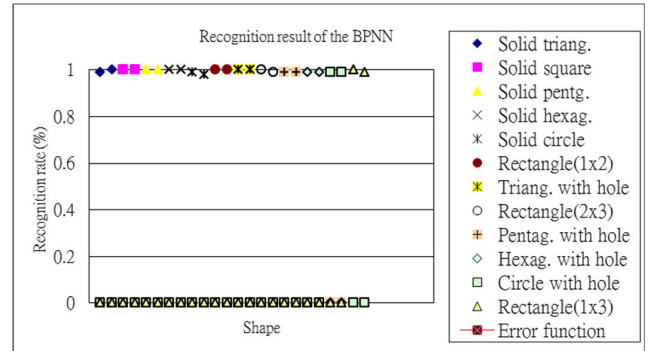 Recognition result of the BPNN
Recognition rate (%)
1
0.8
0.6
0.4
0.2
0
Shape
Solid triang.
Solid square
Solid pentg.
Solid hexag.
Solid circle
Rectangle(1x2)
Triang. with hole
Rectangle(2x3)
Pentag. with hole
Hexag. with hole
Circle with hole
Rectangle(1x3)
Error function